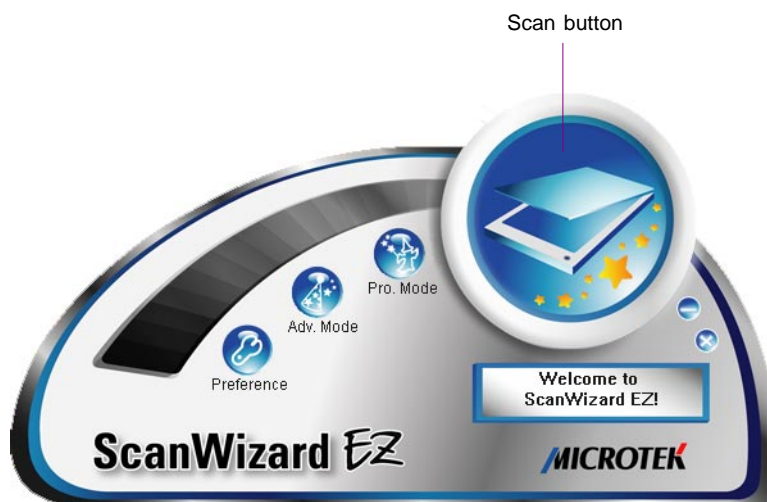 Scan button
Pro. Mode
Adv. Mode
Preference
Welcome to
ScanWizard EZ!
ScanWizard EZ
MICROTEK